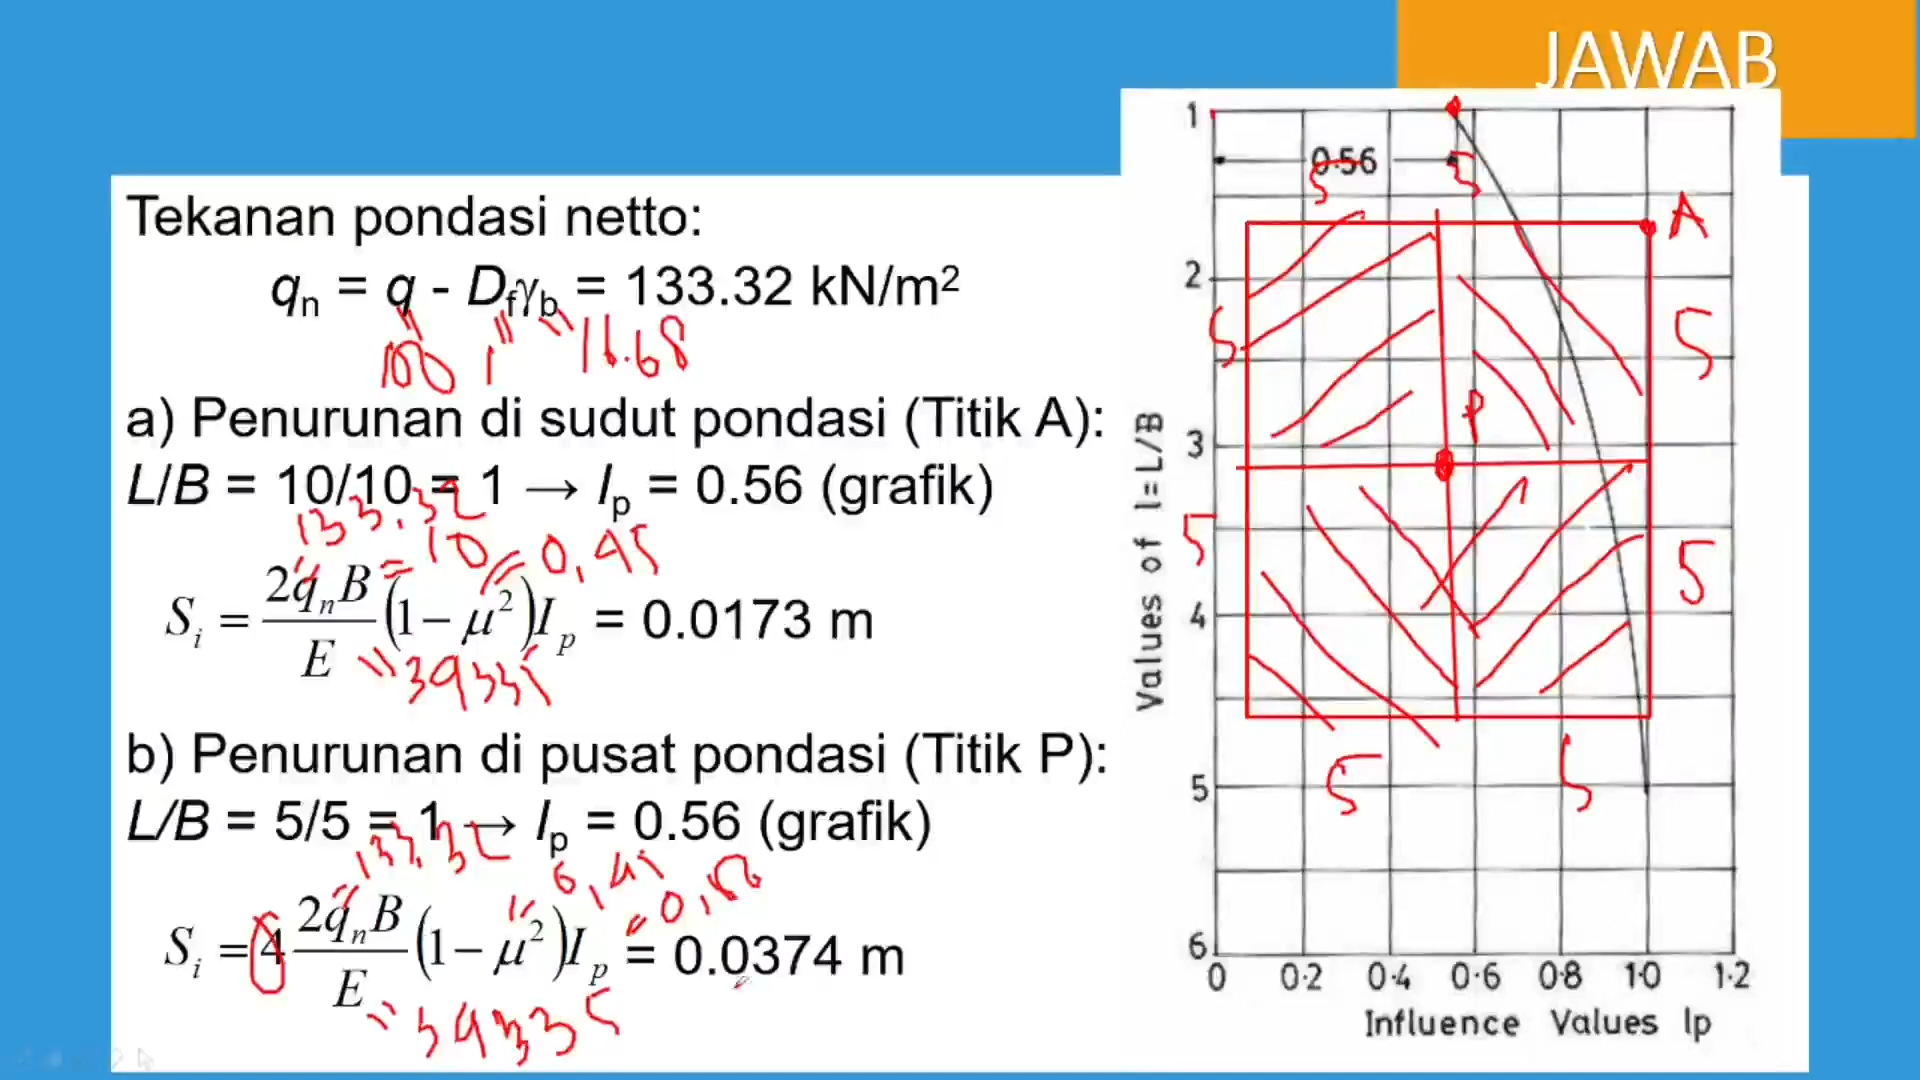 JAWAB
Tekanan pondasi netto:
qn = q - Dfγb = 133.32 kN/m²
1 16.68
a) Penurunan di sudut pondasi (Titik A):
L/B = 10/10 = 1 → Ip = 0.56 (grafik)
133,32
= 10 = 0,45
Si = 2qnB/E (1 − μ²)Ip = 0.0173 m
39335
b) Penurunan di pusat pondasi (Titik P):
L/B = 5/5 = 1 → Ip = 0.56 (grafik)
133,32
Si = 4 2qnB/E (1 − μ²)Ip = 0.0374 m
39335
1
0.56
5 5
A
2
5 5
P
3
5 5
4
5 5
5
6
0 0.2 0.4 0.6 0.8 1.0 1.2
Values of l = L/B
Influence Values Ip